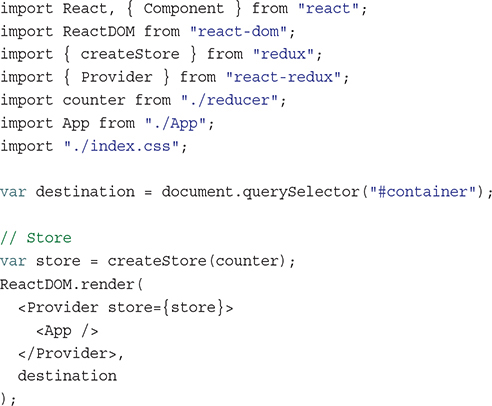 import React, { Component } from "react";
import ReactDOM from "react-dom";
import { createStore } from "redux";
import { Provider } from "react-redux";
import counter from "./reducer";
import App from "./App";
import "./index.css";

var destination = document.querySelector("#container");

// Store
var store = createStore(counter);
ReactDOM.render(
  <Provider store={store}>
    <App />
  </Provider>,
  destination
);